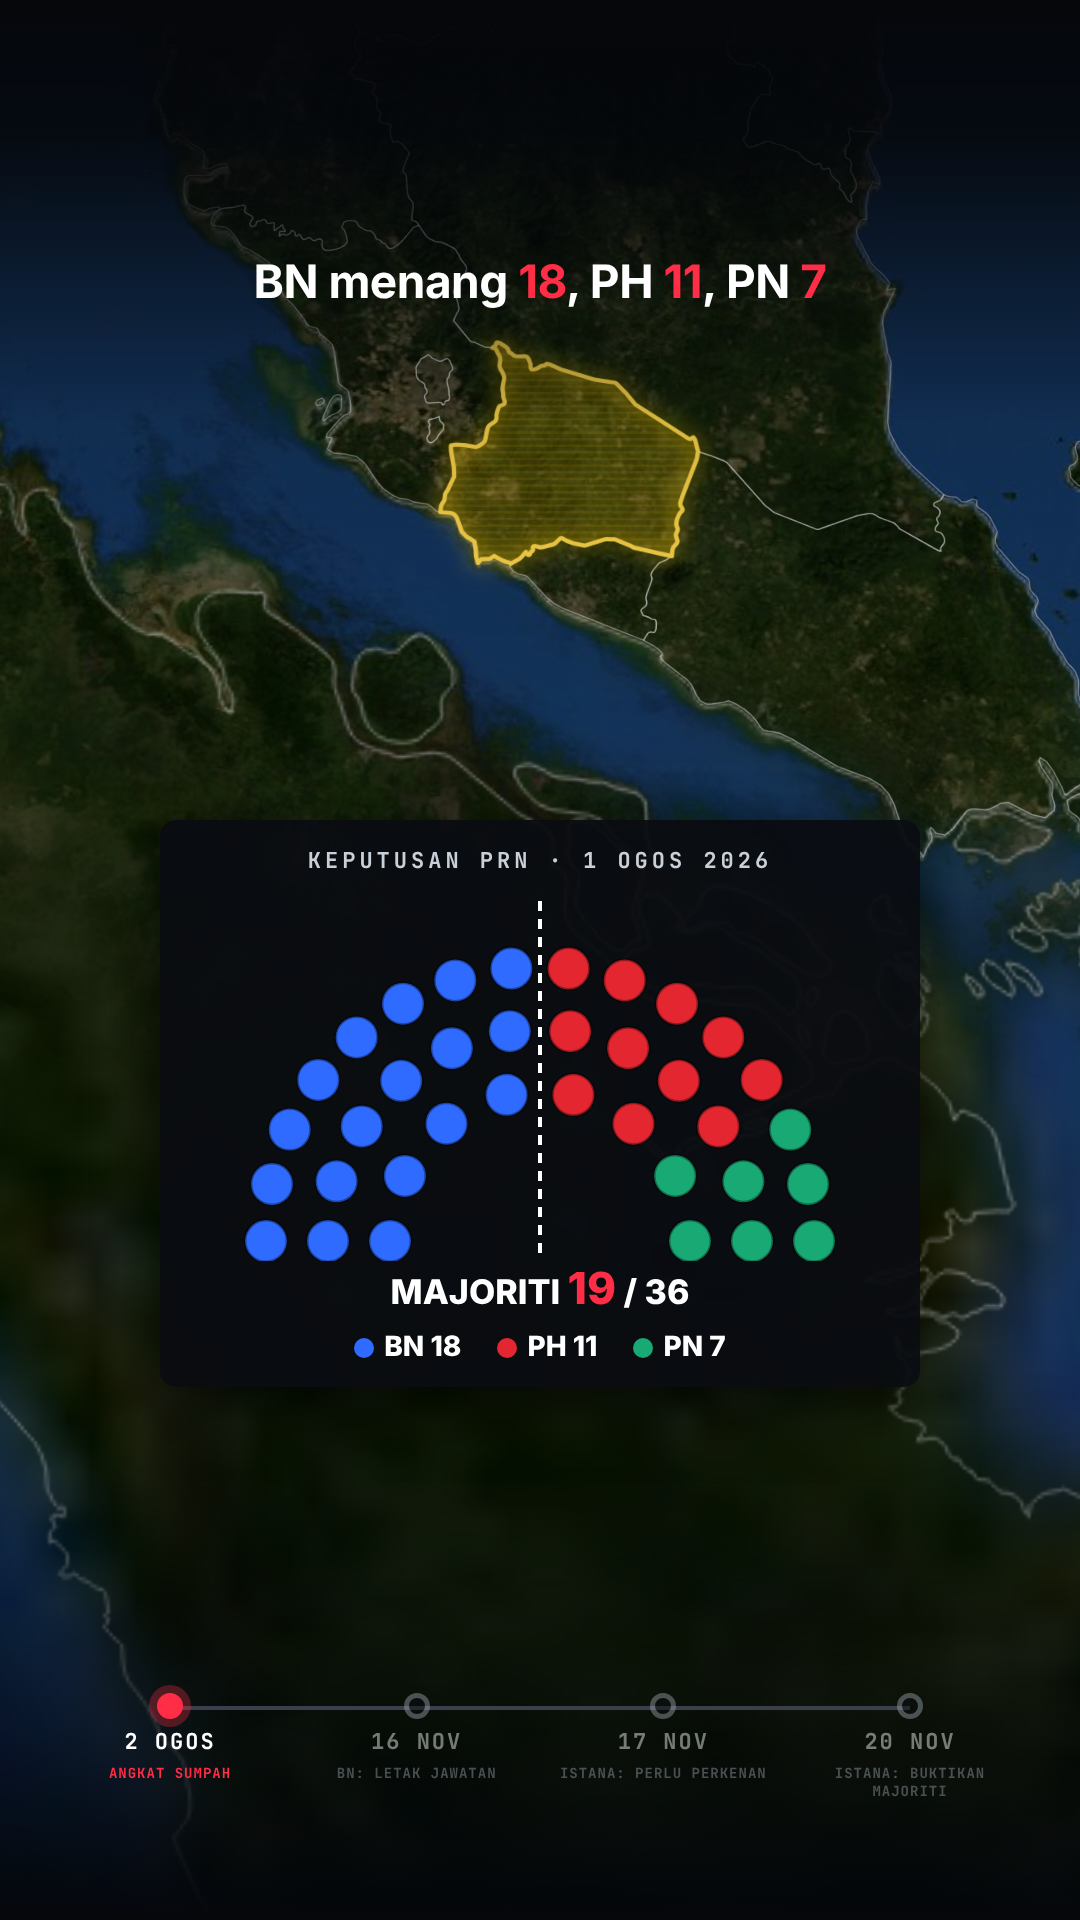 BN menang 18, PH 11, PN 7
KEPUTUSAN PRN · 1 OGOS 2026
MAJORITI 19 / 36
BN 18 PH 11 PN 7
2 OGOS 16 NOV 17 NOV 20 NOV
ANGKAT SUMPAH BN: LETAK JAWATAN ISTANA: PERLU PERKENAN ISTANA: BUKTIKAN
MAJORITI